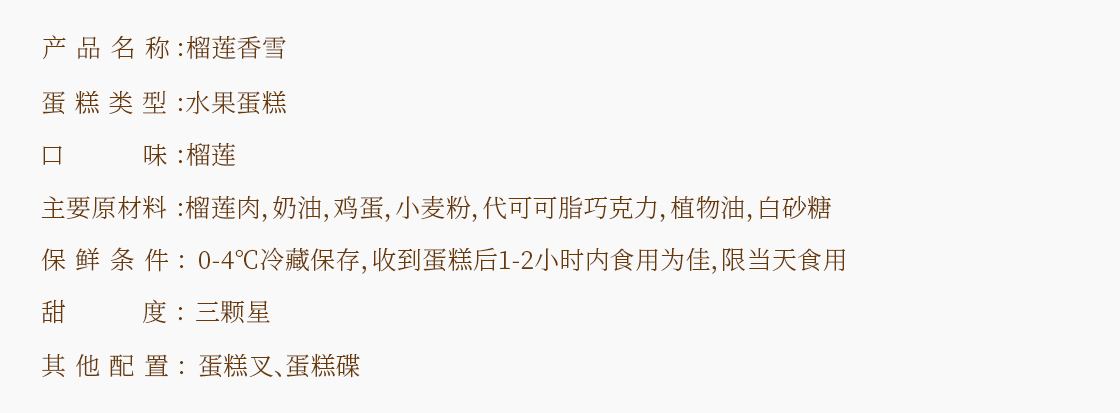 产品名称:榴莲香雪
蛋糕类型:水果蛋糕
口味:榴莲
主要原材料:榴莲肉,奶油,鸡蛋,小麦粉,代可可脂巧克力,植物油,白砂糖
保鲜条件：0-4℃冷藏保存,收到蛋糕后1-2小时内食用为佳,限当天食用
甜度：三颗星
其他配置：蛋糕叉、蛋糕碟